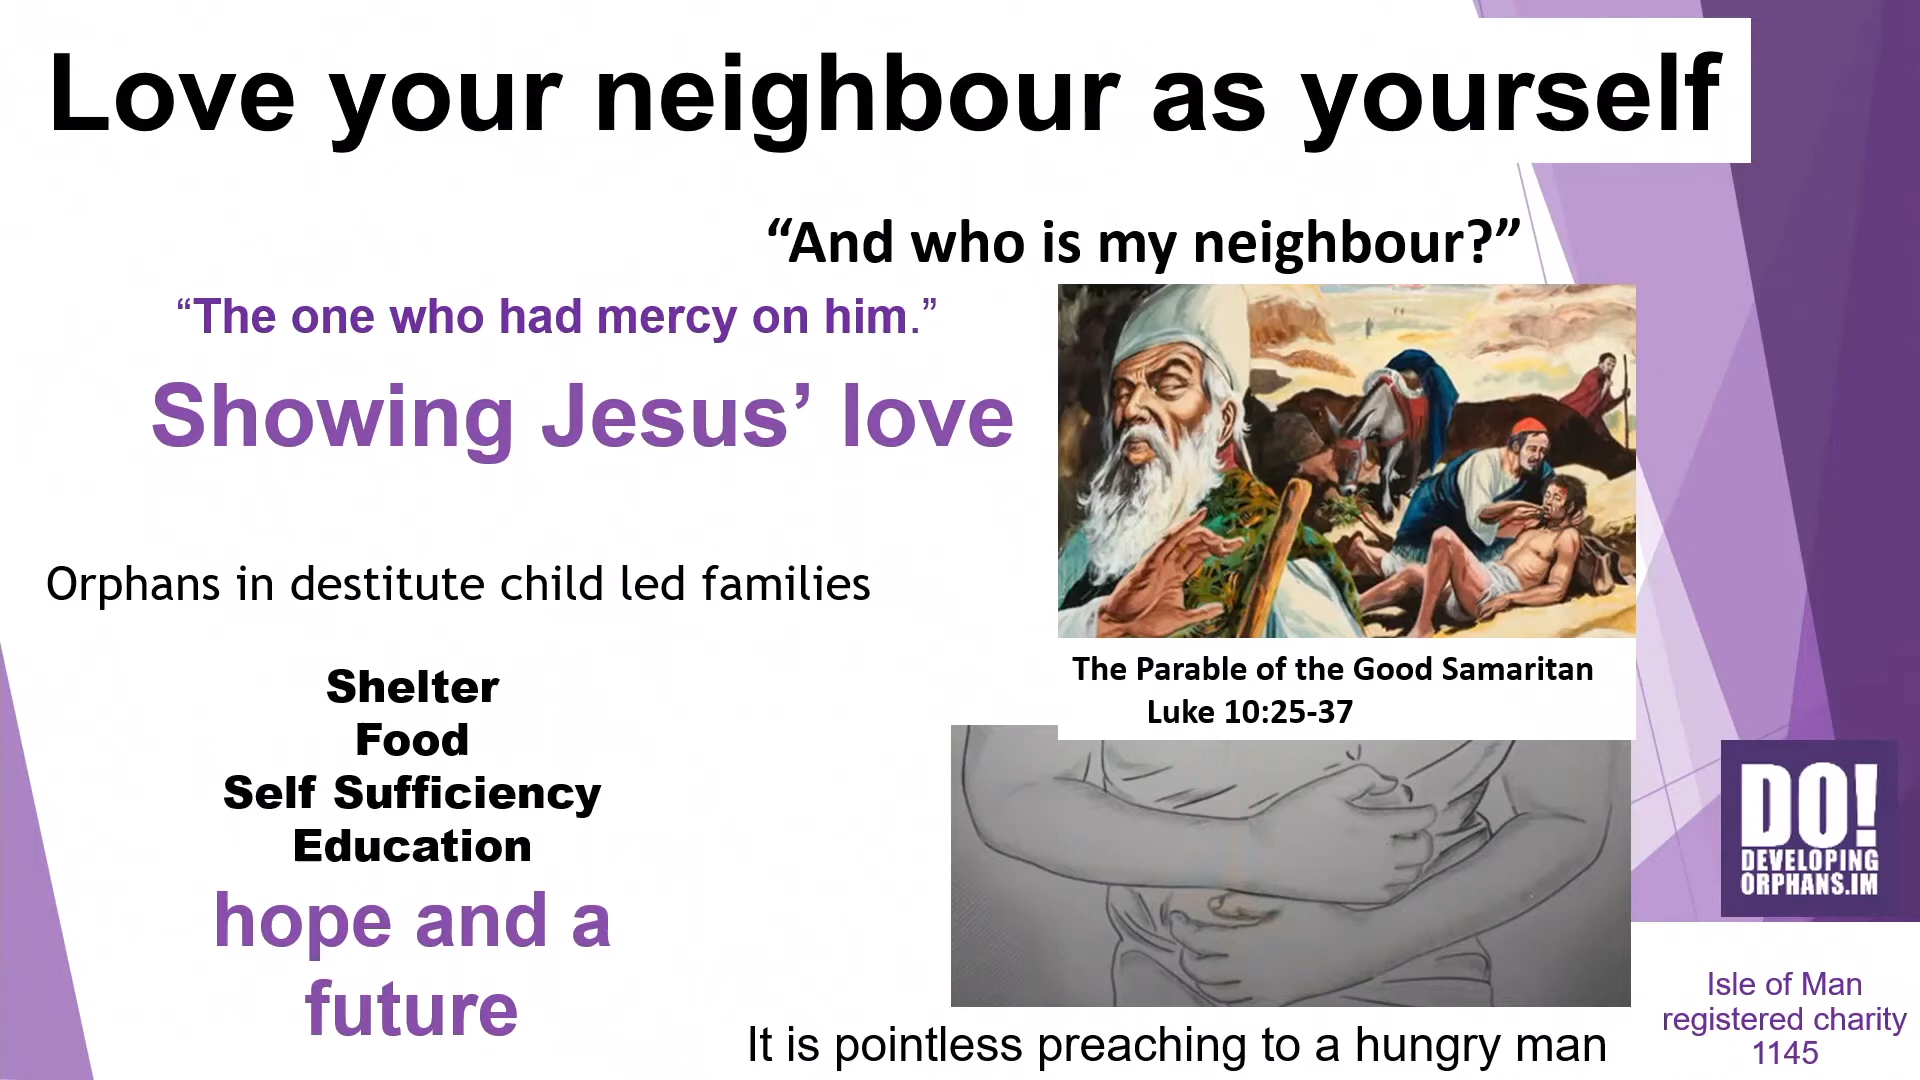 Love your neighbour as yourself
“And who is my neighbour?”
“The one who had mercy on him.”
Showing Jesus’ love
Orphans in destitute child led families
Shelter
Food
Self Sufficiency
Education
hope and a
future
The Parable of the Good Samaritan
Luke 10:25-37
It is pointless preaching to a hungry man
DO!
DEVELOPING
ORPHANS.IM
Isle of Man
registered charity
1145